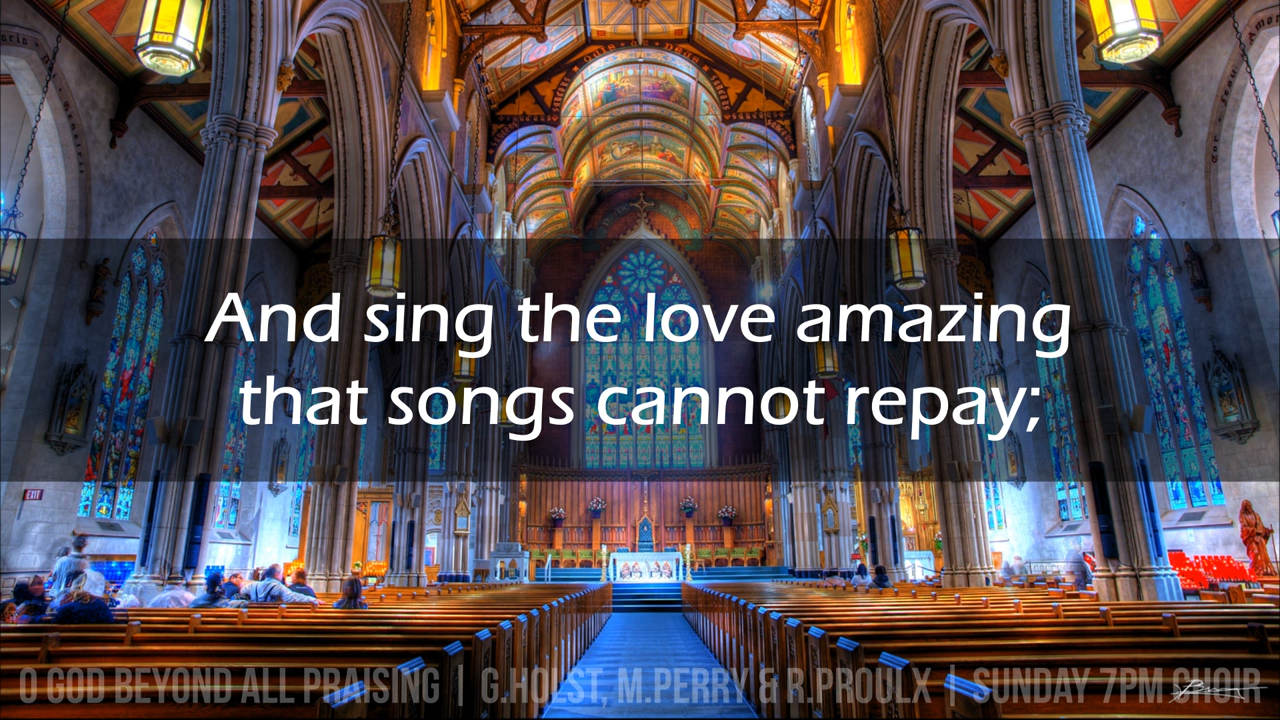 And sing the love amazing
that songs cannot repay;
EXIT
O GOD BEYOND ALL PRAISING | G.HOLST, M.PERRY & R.PROULX | SUNDAY 7PM CHOIR